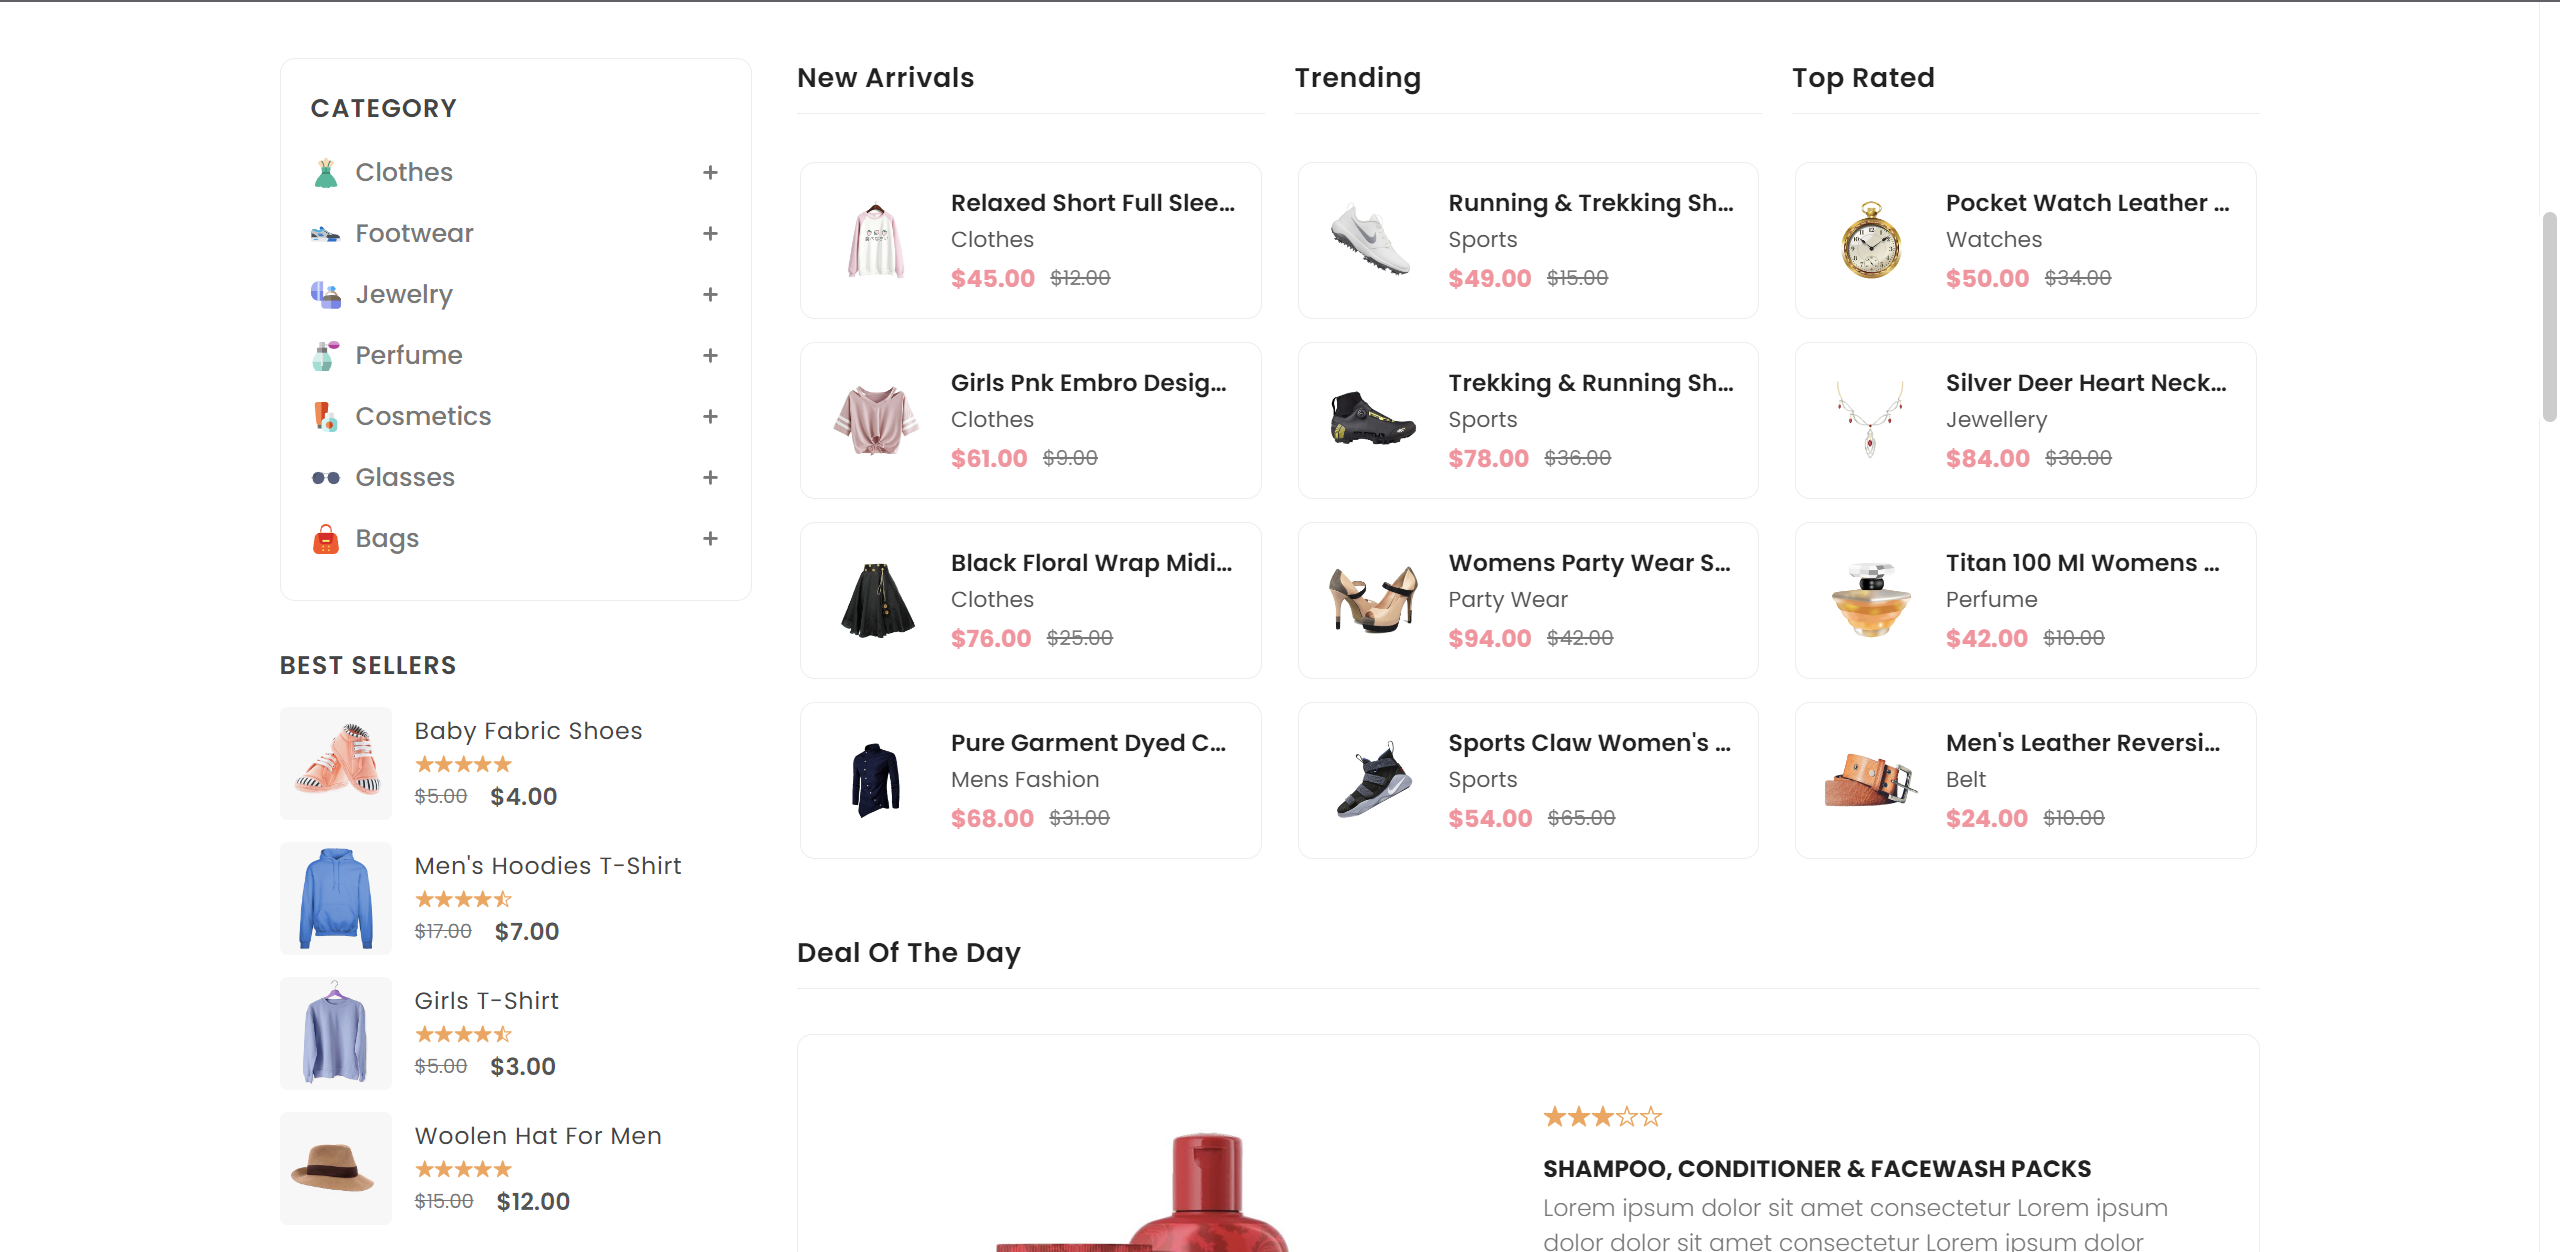 CATEGORY
Clothes
Footwear
Jewelry
Perfume
Cosmetics
Glasses
Bags
BEST SELLERS
Baby Fabric Shoes
$5.00 $4.00
Men's Hoodies T-Shirt
$17.00 $7.00
Girls T-Shirt
$5.00 $3.00
Woolen Hat For Men
$15.00 $12.00
New Arrivals
Relaxed Short Full Slee...
Clothes
$45.00 $12.00
Girls Pnk Embro Desig...
Clothes
$61.00 $9.00
Black Floral Wrap Midi...
Clothes
$76.00 $25.00
Pure Garment Dyed C...
Mens Fashion
$68.00 $31.00
Trending
Running & Trekking Sh...
Sports
$49.00 $15.00
Trekking & Running Sh...
Sports
$78.00 $36.00
Womens Party Wear S...
Party Wear
$94.00 $42.00
Sports Claw Women's ...
Sports
$54.00 $65.00
Top Rated
Pocket Watch Leather ...
Watches
$50.00 $34.00
Silver Deer Heart Neck...
Jewellery
$84.00 $30.00
Titan 100 Ml Womens ...
Perfume
$42.00 $10.00
Men's Leather Reversi...
Belt
$24.00 $10.00
Deal Of The Day
SHAMPOO, CONDITIONER & FACEWASH PACKS
Lorem ipsum dolor sit amet consectetur Lorem ipsum
dolor dolor sit amet consectetur Lorem ipsum dolor